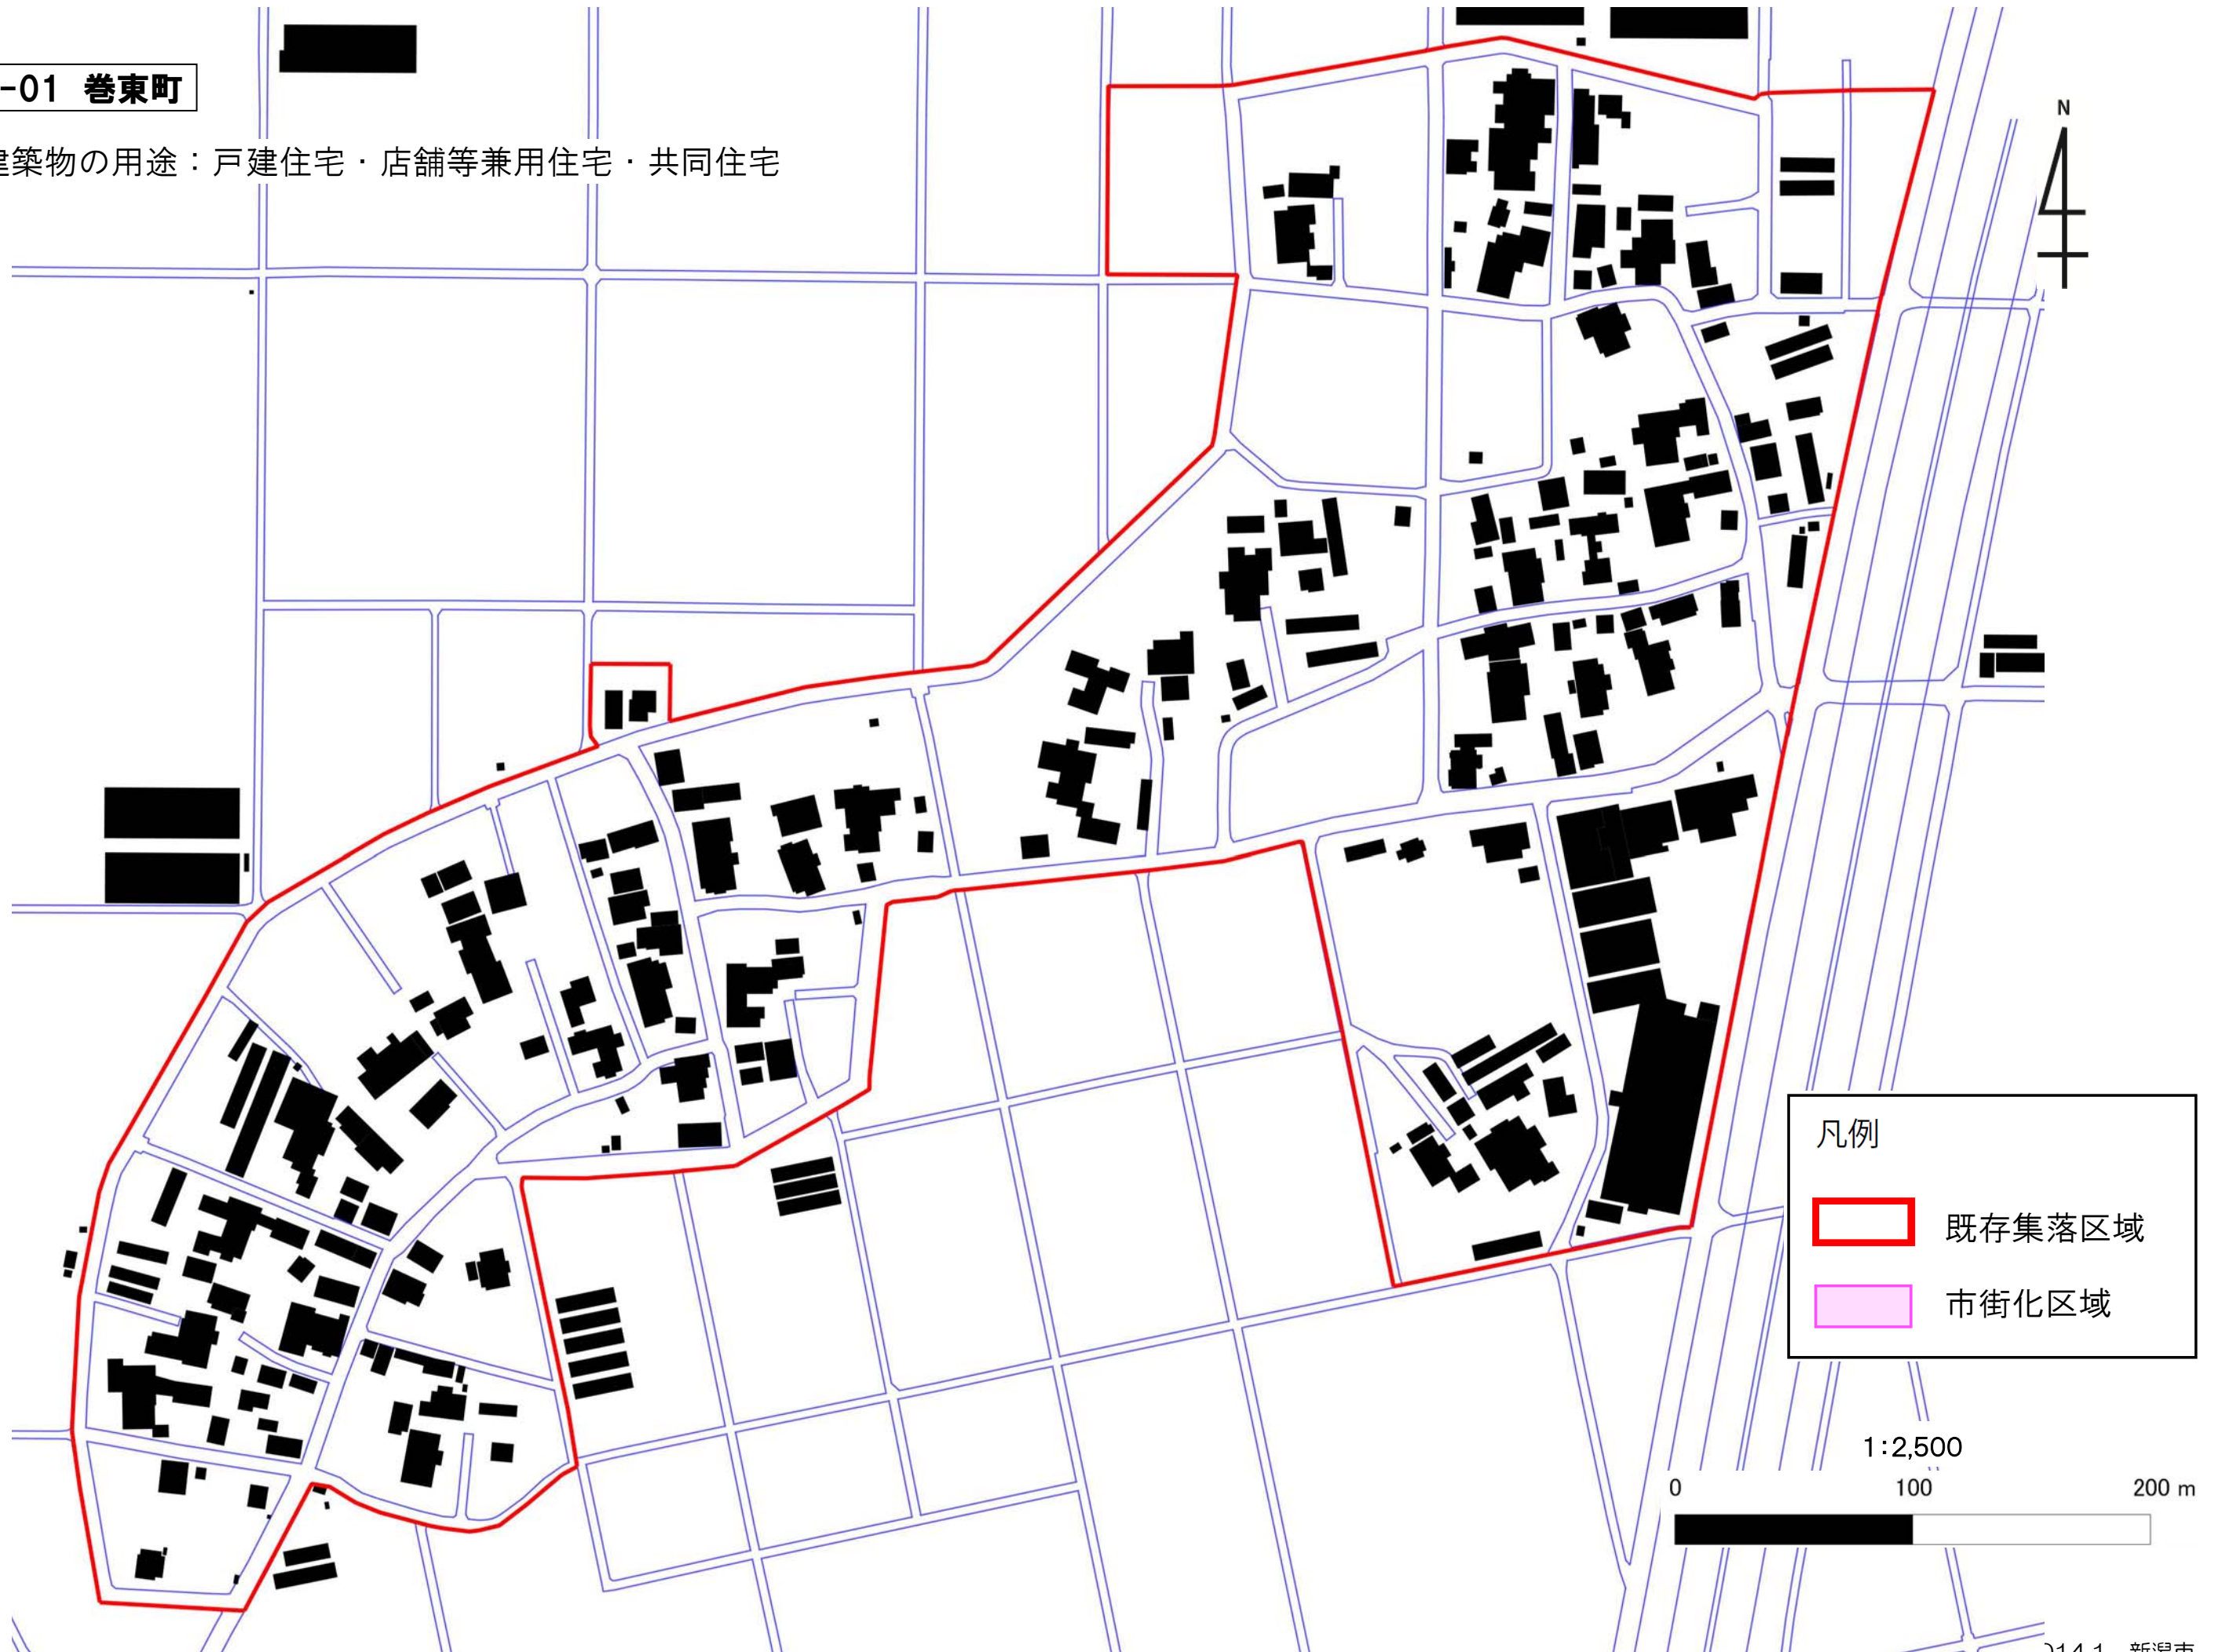 -01 巻東町
建築物の用途：戸建住宅・店舗等兼用住宅・共同住宅
N
凡例
既存集落区域
市街化区域
1:2,500
0 100 200 m
014.1 新潟市